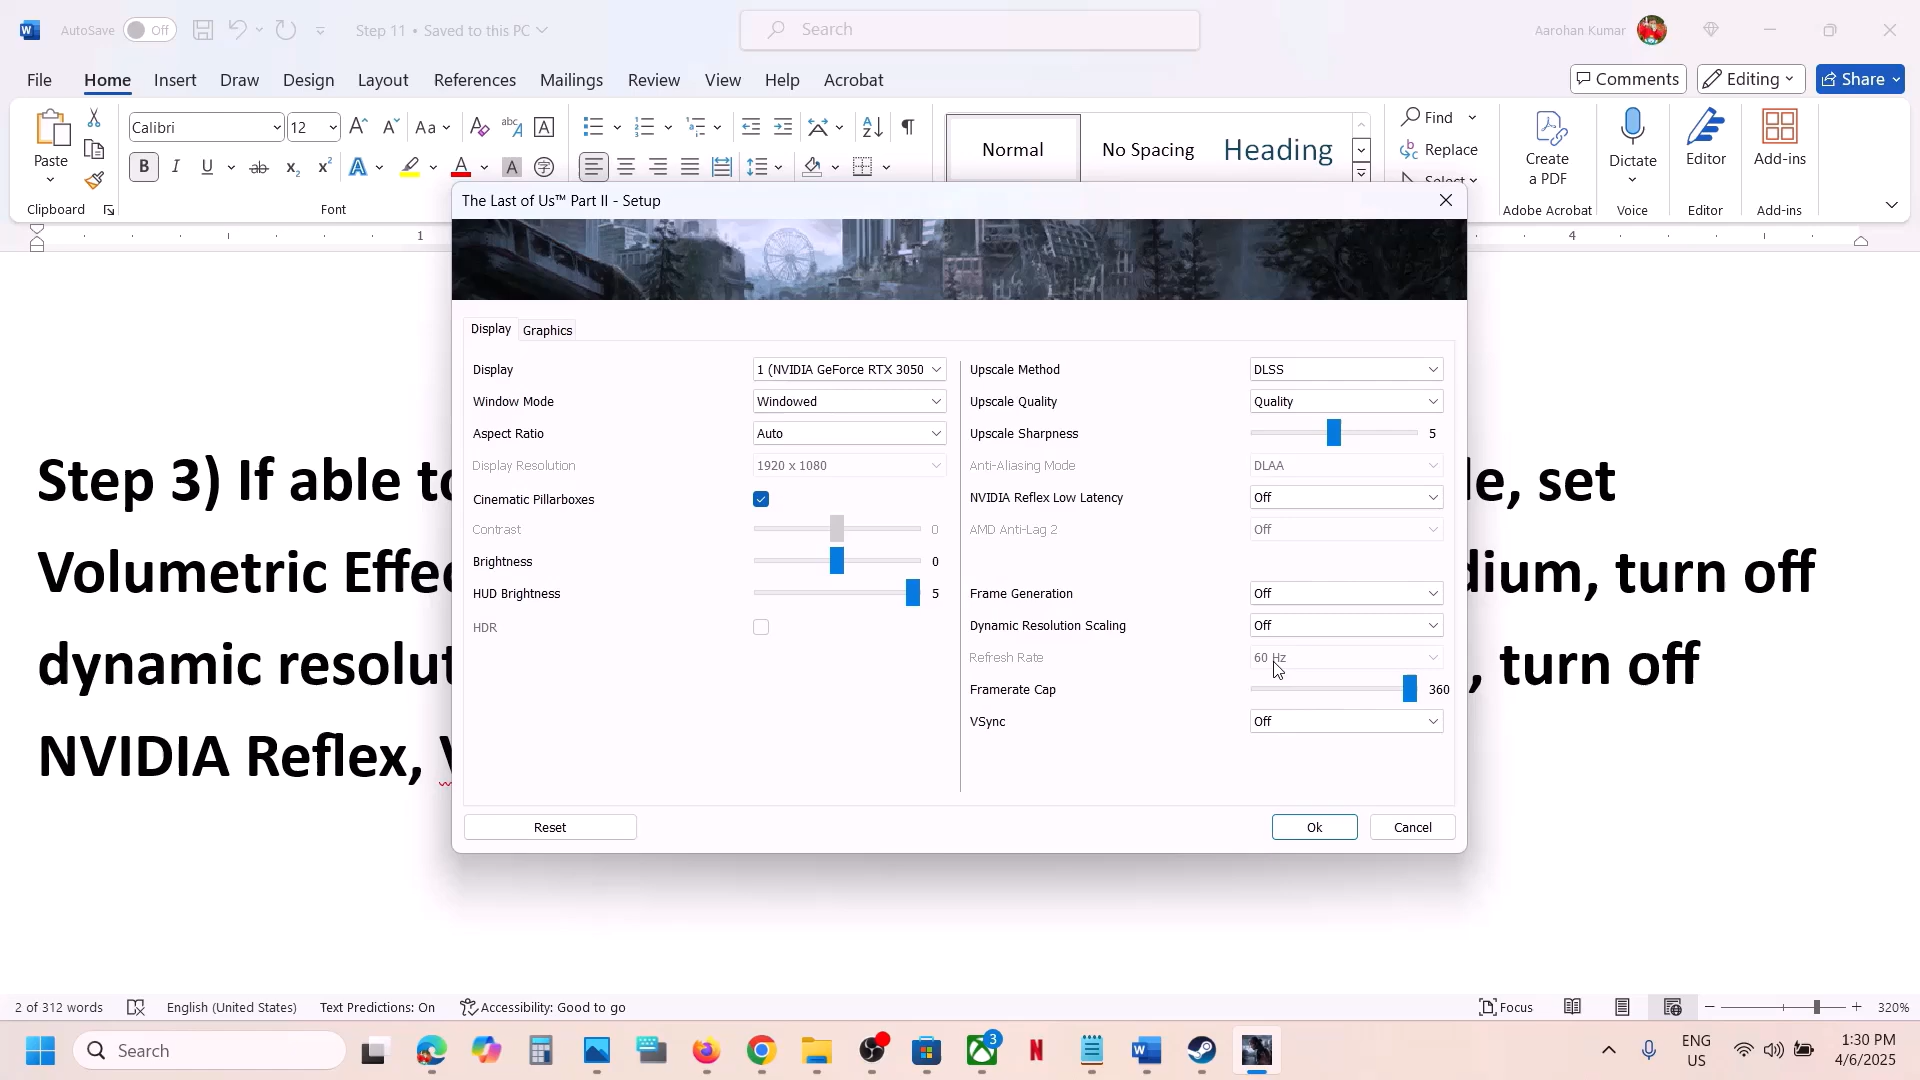 AutoSave Off Step 11 • Saved to this PC Search Aarohan Kumar
File Home Insert Draw Design Layout References Mailings Review View Help Acrobat Comments Editing Share
Paste Calibri 12 Aa Normal No Spacing Heading Find Replace Create a PDF Dictate Editor Add-ins
Clipboard Font Adobe Acrobat Voice Editor Add-ins
1 4
The Last of Us™ Part II - Setup
Display Graphics
Display 1 (NVIDIA GeForce RTX 3050
Window Mode Windowed
Aspect Ratio Auto
Display Resolution 1920 x 1080
Cinematic Pillarboxes
Contrast 0
Brightness 0
HUD Brightness 5
HDR
Upscale Method DLSS
Upscale Quality Quality
Upscale Sharpness 5
Anti-Aliasing Mode DLAA
NVIDIA Reflex Low Latency Off
AMD Anti-Lag 2 Off
Frame Generation Off
Dynamic Resolution Scaling Off
Refresh Rate 60 Hz
Framerate Cap 360
VSync Off
Reset Ok Cancel
Step 3) If able to le, set
Volumetric Effec dium, turn off
dynamic resolut , turn off
NVIDIA Reflex, V
2 of 312 words English (United States) Text Predictions: On Accessibility: Good to go Focus 320%
Search 3 ENG US 1:30 PM 4/6/2025